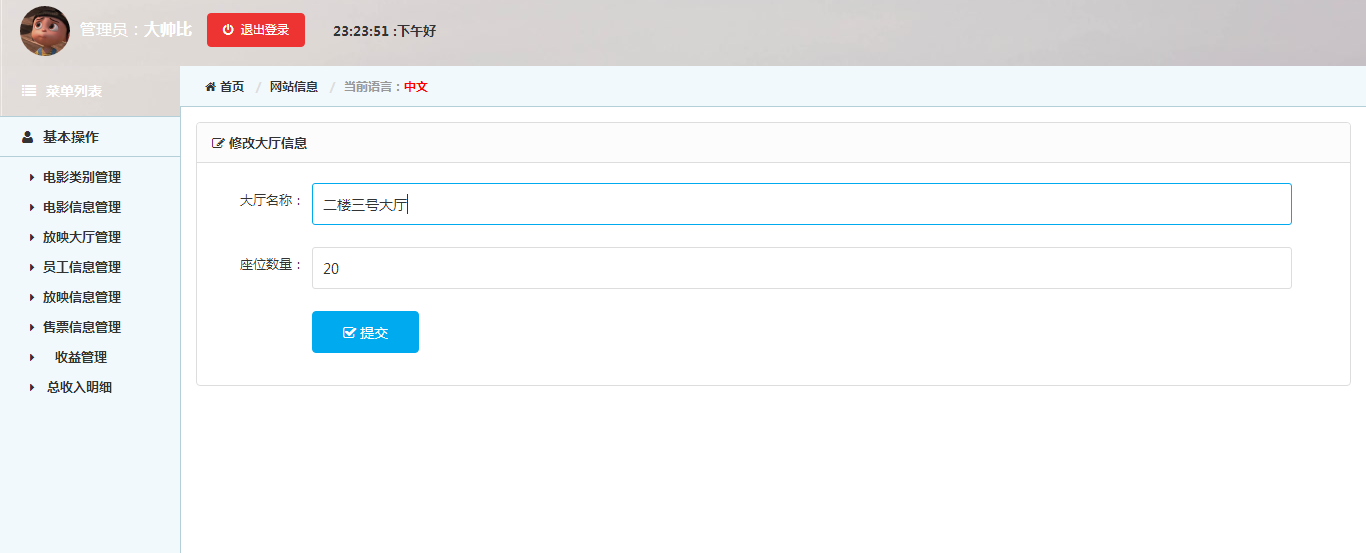 管理员：大帅比 退出登录 23:23:51 :下午好
菜单列表
首页 / 网站信息 / 当前语言：中文
基本操作
电影类别管理
电影信息管理
放映大厅管理
员工信息管理
放映信息管理
售票信息管理
收益管理
总收入明细
修改大厅信息
大厅名称： 二楼三号大厅
座位数量： 20
提交